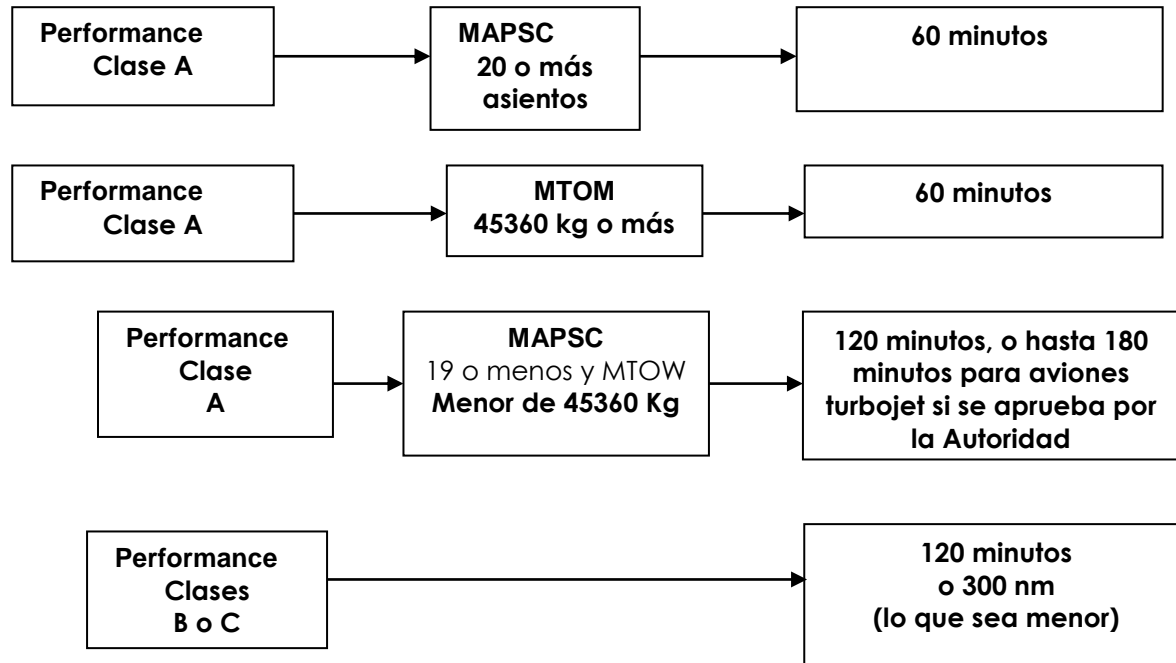 Performance
Clase A
MAPSC
20 o más
asientos
60 minutos
Performance
Clase A
MTOM
45360 kg o más
60 minutos
Performance
Clase
A
MAPSC
19 o menos y MTOW
Menor de 45360 Kg
120 minutos, o hasta 180
minutos para aviones
turbojet si se aprueba por
la Autoridad
Performance
Clases
B o C
120 minutos
o 300 nm
(lo que sea menor)